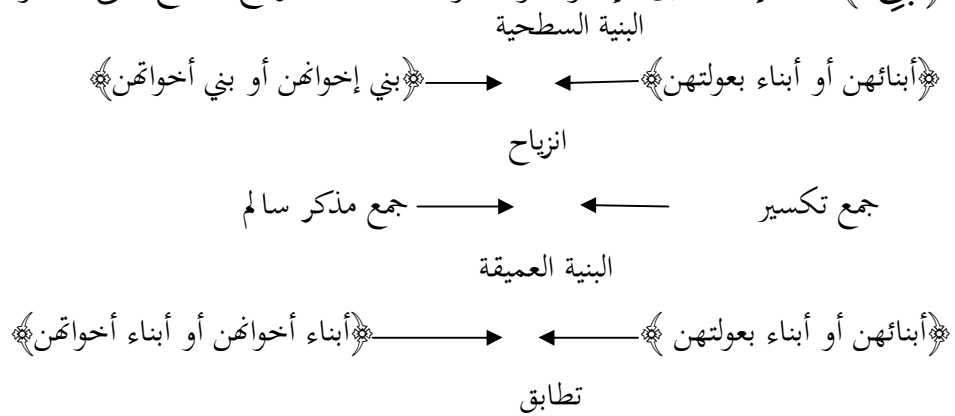 البنية السطحية
﴿أبنائهن أو أبناء بعولتهن﴾ ﴿بني إخوانهن أو بني أخواتهن﴾
انزياح
جمع تكسير جمع مذكر سالم
البنية العميقة
﴿أبنائهن أو أبناء بعولتهن ﴾ ﴿أبناء أخوانهن أو أبناء أخواتهن﴾
تطابق